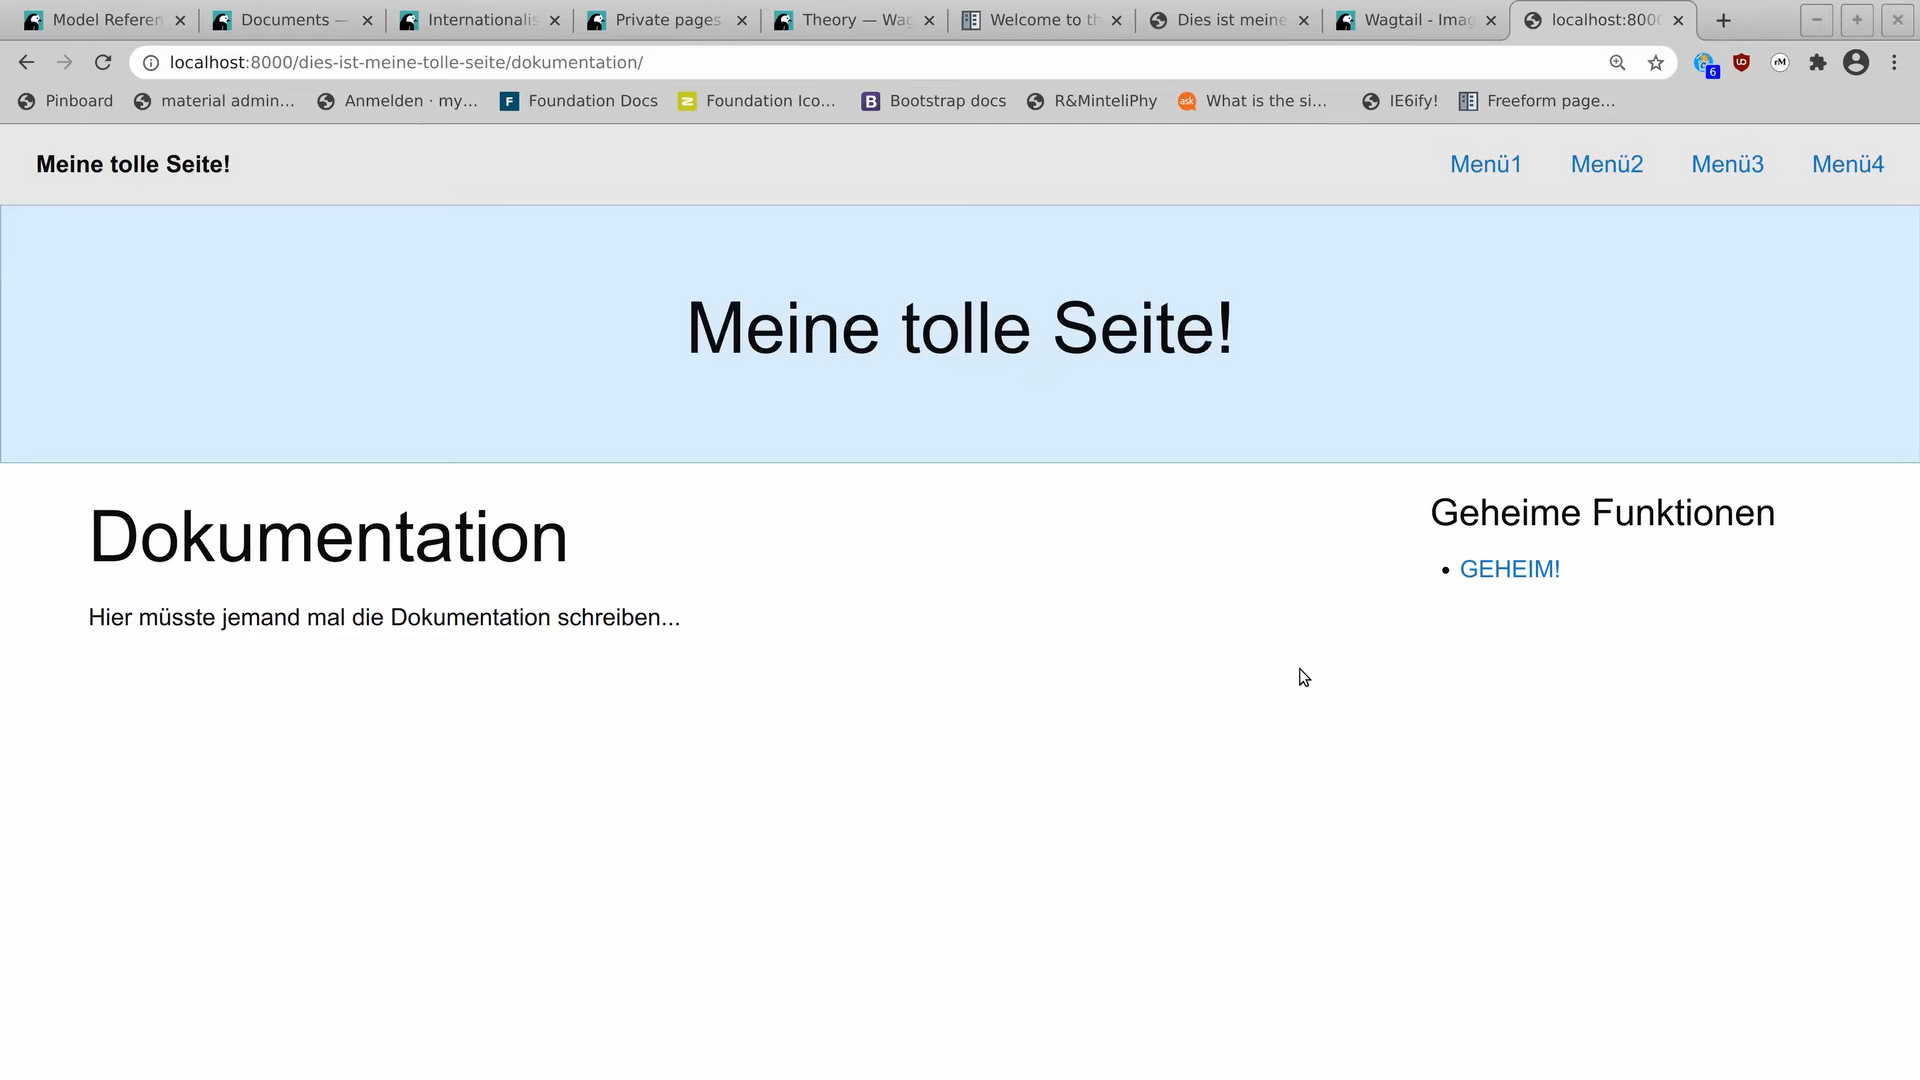 Model Referen
Documents —
Internationalis
Private pages
Theory — Wag
Welcome to th
Dies ist meine
Wagtail - Imag
localhost:8000
localhost:8000/dies-ist-meine-tolle-seite/dokumentation/
6
Pinboard
material admin...
Anmelden · my...
F Foundation Docs
Z Foundation Ico...
B Bootstrap docs
R&MinteliPhy
ask What is the si...
IE6ify!
Freeform page...
Meine tolle Seite!
Menü1
Menü2
Menü3
Menü4
Meine tolle Seite!
Dokumentation
Hier müsste jemand mal die Dokumentation schreiben...
Geheime Funktionen
• GEHEIM!